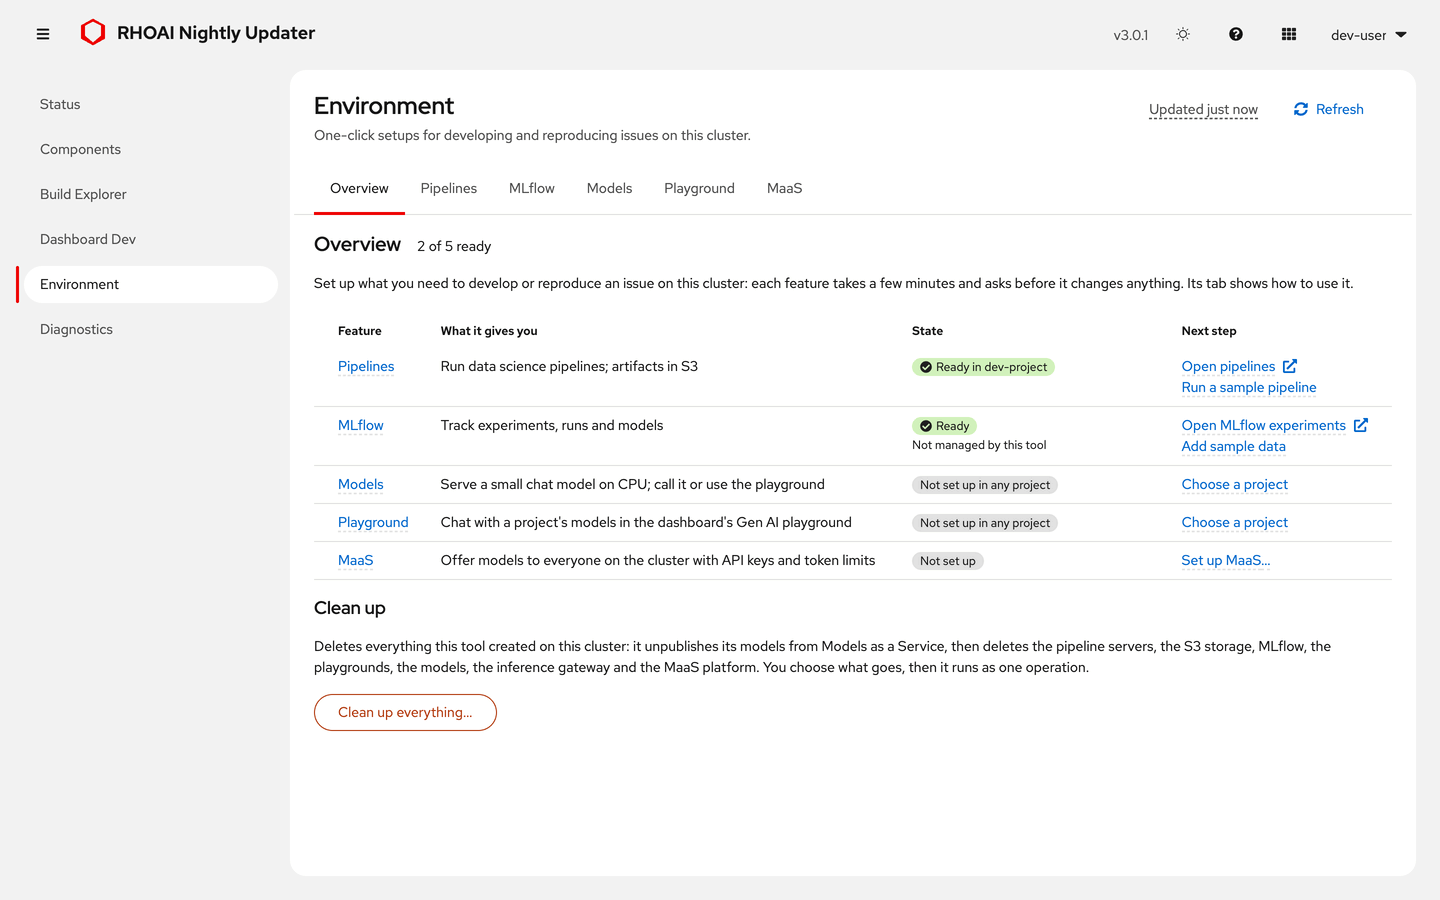 RHOAI Nightly Updater
v3.0.1
dev-user
Status
Components
Build Explorer
Dashboard Dev
Environment
Diagnostics
Environment
One-click setups for developing and reproducing issues on this cluster.
Updated just now
Refresh
Overview Pipelines MLflow Models Playground MaaS
Overview 2 of 5 ready
Set up what you need to develop or reproduce an issue on this cluster: each feature takes a few minutes and asks before it changes anything. Its tab shows how to use it.
Feature What it gives you State Next step
Pipelines Run data science pipelines; artifacts in S3 Ready in dev-project Open pipelines
Run a sample pipeline
MLflow Track experiments, runs and models Ready Open MLflow experiments
Not managed by this tool Add sample data
Models Serve a small chat model on CPU; call it or use the playground Not set up in any project Choose a project
Playground Chat with a project's models in the dashboard's Gen AI playground Not set up in any project Choose a project
MaaS Offer models to everyone on the cluster with API keys and token limits Not set up Set up MaaS...
Clean up
Deletes everything this tool created on this cluster: it unpublishes its models from Models as a Service, then deletes the pipeline servers, the S3 storage, MLflow, the
playgrounds, the models, the inference gateway and the MaaS platform. You choose what goes, then it runs as one operation.
Clean up everything...